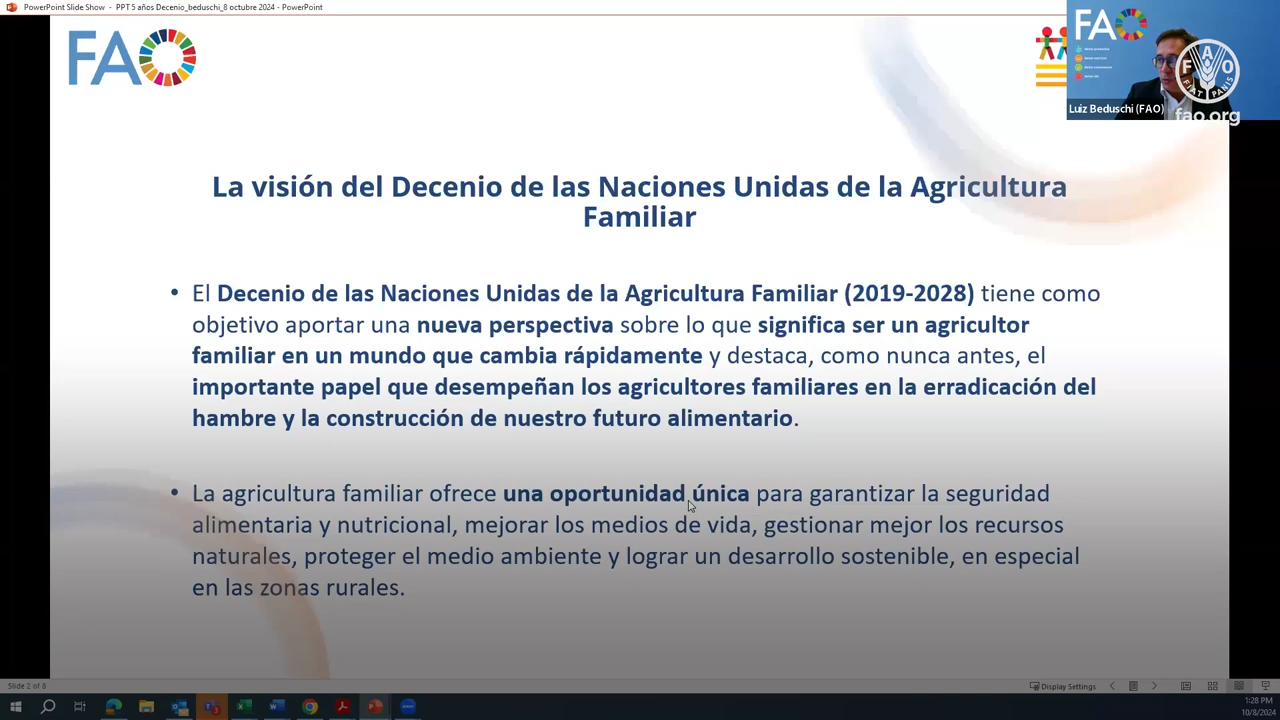 PowerPoint Slide Show - PPT 5 años Decenio_beduschi_8 octubre 2024 - PowerPoint
FAO
FAO
Luiz Beduschi (FAO)
F A O
FIAT PANIS
fao.org
La visión del Decenio de las Naciones Unidas de la Agricultura
Familiar
• El Decenio de las Naciones Unidas de la Agricultura Familiar (2019-2028) tiene como
objetivo aportar una nueva perspectiva sobre lo que significa ser un agricultor
familiar en un mundo que cambia rápidamente y destaca, como nunca antes, el
importante papel que desempeñan los agricultores familiares en la erradicación del
hambre y la construcción de nuestro futuro alimentario.
• La agricultura familiar ofrece una oportunidad única para garantizar la seguridad
alimentaria y nutricional, mejorar los medios de vida, gestionar mejor los recursos
naturales, proteger el medio ambiente y lograr un desarrollo sostenible, en especial
en las zonas rurales.
Slide 2 of 8
Display Settings
1:28 PM
10/8/2024